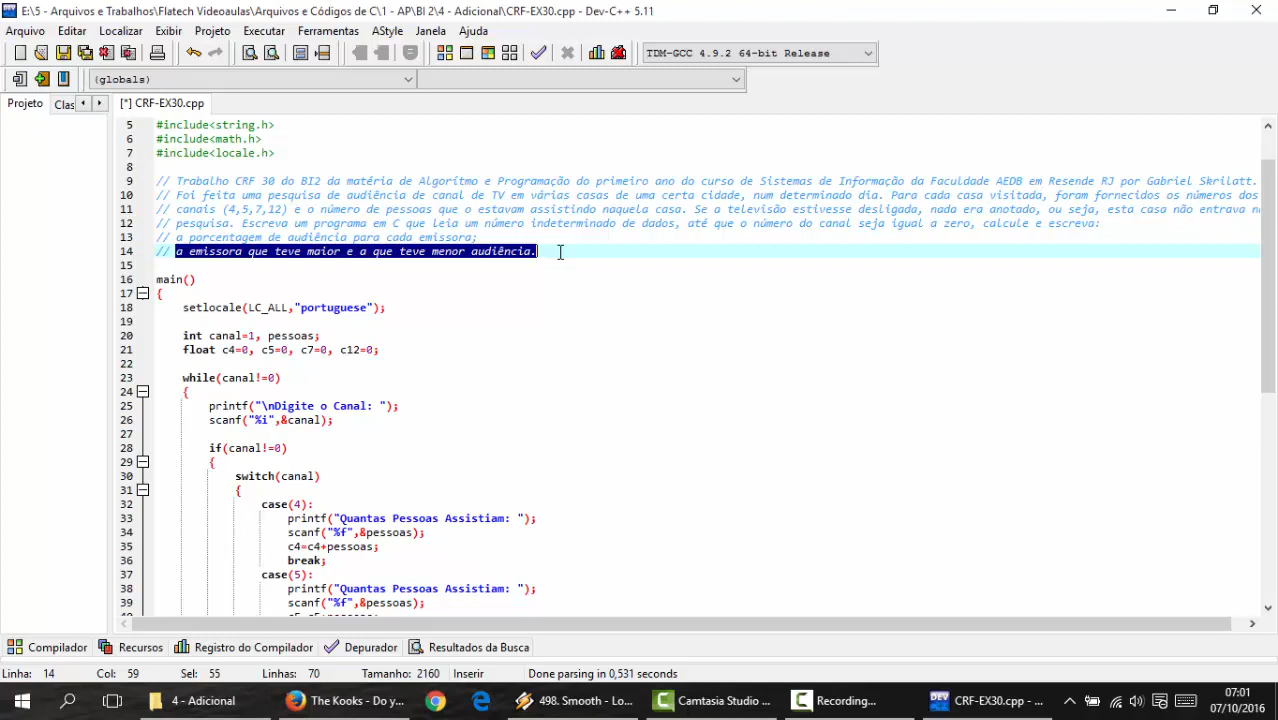 E:\5 - Arquivos e Trabalhos\Flatech Videoaulas\Arquivos e Códigos de C\1 - AP\BI 2\4 - Adicional\CRF-EX30.cpp - Dev-C++ 5.11
Arquivo Editar Localizar Exibir Projeto Executar Ferramentas AStyle Janela Ajuda
TDM-GCC 4.9.2 64-bit Release
(globals)
Projeto Clas [*] CRF-EX30.cpp
5 #include<string.h>
6 #include<math.h>
7 #include<locale.h>
8
9 // Trabalho CRF 30 do BI2 da matéria de Algorítmo e Programação do primeiro ano do curso de Sistemas de Informação da Faculdade AEDB em Resende RJ por Gabriel Skrilatt.
10 // Foi feita uma pesquisa de audiência de canal de TV em várias casas de uma certa cidade, num determinado dia. Para cada casa visitada, foram fornecidos os números dos
11 // canais (4,5,7,12) e o número de pessoas que o estavam assistindo naquela casa. Se a televisão estivesse desligada, nada era anotado, ou seja, esta casa não entrava n
12 // pesquisa. Escreva um programa em C que leia um número indeterminado de dados, até que o número do canal seja igual a zero, calcule e escreva:
13 // a porcentagem de audiência para cada emissora;
14 // a emissora que teve maior e a que teve menor audiência.
15
16 main()
17 {
18 setlocale(LC_ALL,"portuguese");
19
20 int canal=1, pessoas;
21 float c4=0, c5=0, c7=0, c12=0;
22
23 while(canal!=0)
24 {
25 printf("\nDigite o Canal: ");
26 scanf("%i",&canal);
27
28 if(canal!=0)
29 {
30 switch(canal)
31 {
32 case(4):
33 printf("Quantas Pessoas Assistiam: ");
34 scanf("%f",&pessoas);
35 c4=c4+pessoas;
36 break;
37 case(5):
38 printf("Quantas Pessoas Assistiam: ");
39 scanf("%f",&pessoas);
Compilador Recursos Registro do Compilador Depurador Resultados da Busca
Linha: 14 Col: 59 Sel: 55 Linhas: 70 Tamanho: 2160 Inserir Done parsing in 0,531 seconds
4 - Adicional The Kooks - Do y... 498. Smooth - Lo... Camtasia Studio ... Recording... CRF-EX30.cpp - ... 07:01
07/10/2016